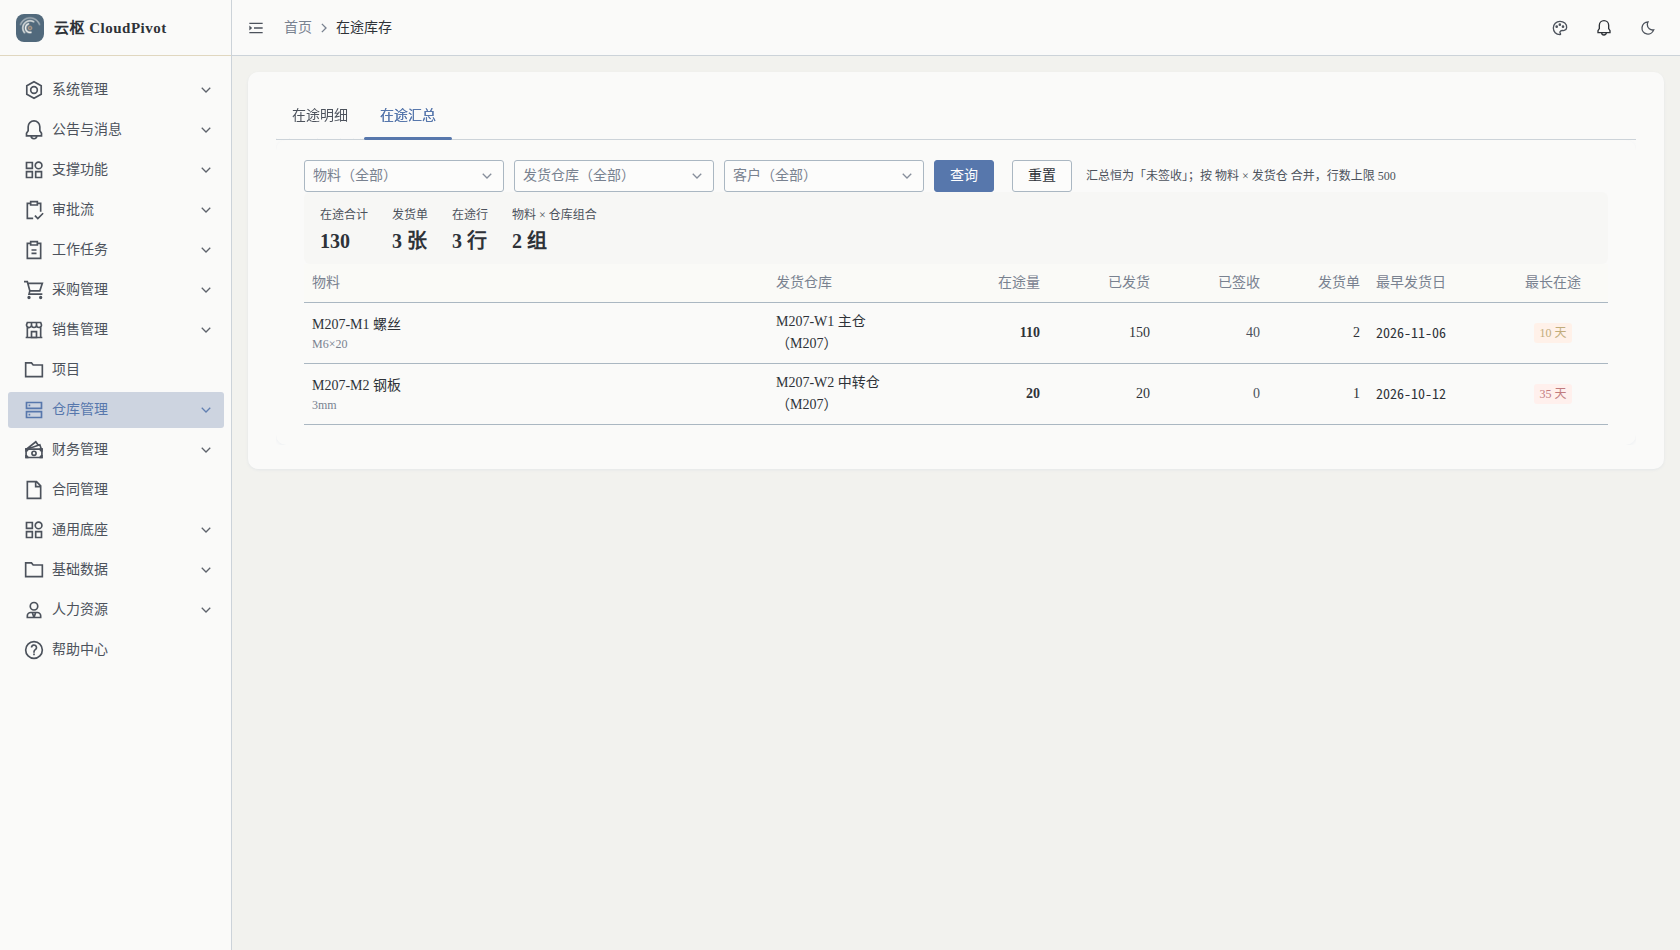 云枢 CloudPivot
首页 > 在途库存
系统管理
公告与消息
支撑功能
审批流
工作任务
采购管理
销售管理
项目
仓库管理
财务管理
合同管理
通用底座
基础数据
人力资源
帮助中心
在途明细 在途汇总
物料（全部） 发货仓库（全部） 客户（全部） 查询 重置 汇总恒为「未签收」；按 物料 × 发货仓 合并，行数上限 500
在途合计 发货单 在途行 物料 × 仓库组合
130 3 张 3 行 2 组
物料 发货仓库 在途量 已发货 已签收 发货单 最早发货日 最长在途
M207-M1 螺丝 M207-W1 主仓
M6×20 （M207） 110 150 40 2 2026-11-06 10 天
M207-M2 钢板 M207-W2 中转仓
3mm （M207） 20 20 0 1 2026-10-12 35 天